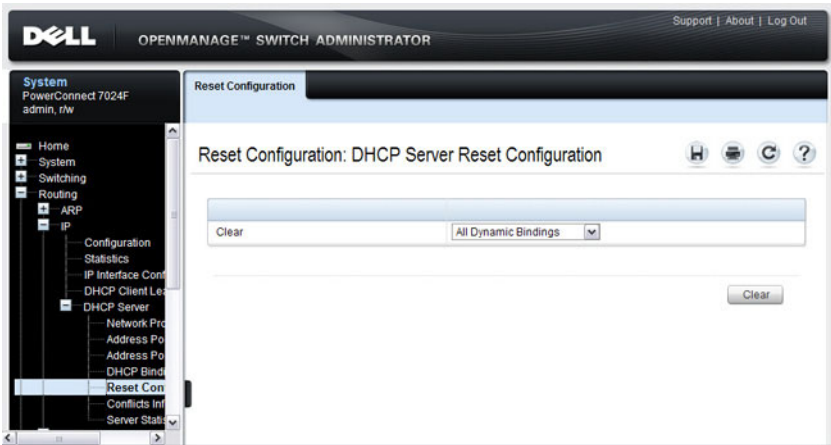 DELL
OPENMANAGE™ SWITCH ADMINISTRATOR
Support | About | Log Out
System
PowerConnect 7024F
admin, r/w
Home
System
Switching
Routing
ARP
IP
Configuration
Statistics
IP Interface Conf
DHCP Client Lea
DHCP Server
Network Pro
Address Po
Address Po
DHCP Bindi
Reset Con
Conflicts Inf
Server Statis
Reset Configuration
Reset Configuration: DHCP Server Reset Configuration
Clear All Dynamic Bindings
Clear